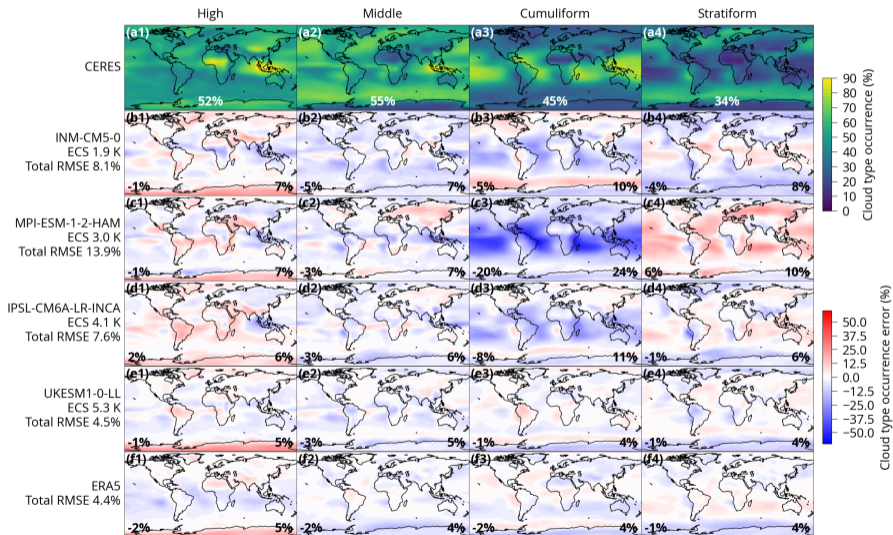 High Middle Cumuliform Stratiform
(a1) (a2) (a3) (a4)
CERES
52% 55% 45% 34%
(b1) (b2) (b3) (b4)
INM-CM5-0
ECS 1.9 K
Total RMSE 8.1%
-1% 7% -5% 7% -5% 10% -4% 8%
(c1) (c2) (c3) (c4)
MPI-ESM-1-2-HAM
ECS 3.0 K
Total RMSE 13.9%
-1% 7% -3% 7% -20% 24% 6% 10%
(d1) (d2) (d3) (d4)
IPSL-CM6A-LR-INCA
ECS 4.1 K
Total RMSE 7.6%
2% 6% -3% 6% -8% 11% -1% 6%
(e1) (e2) (e3) (e4)
UKESM1-0-LL
ECS 5.3 K
Total RMSE 4.5%
-1% 5% -3% 5% -1% 4% -1% 4%
(f1) (f2) (f3) (f4)
ERA5
Total RMSE 4.4%
-2% 5% -2% 4% -2% 4% -1% 4%
90
80
70
60
50
40
30
20
10
0
Cloud type occurrence (%)
50.0
37.5
25.0
12.5
0.0
−12.5
−25.0
−37.5
−50.0
Cloud type occurrence error (%)